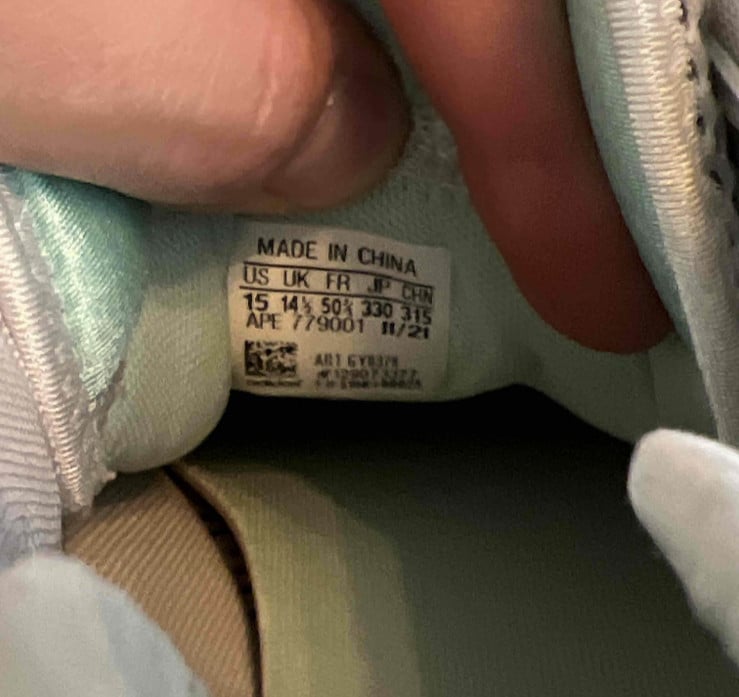 MADE IN CHINA
US UK FR JP CHN
15 14½ 50⅔ 330 315
APE 779001 11/21